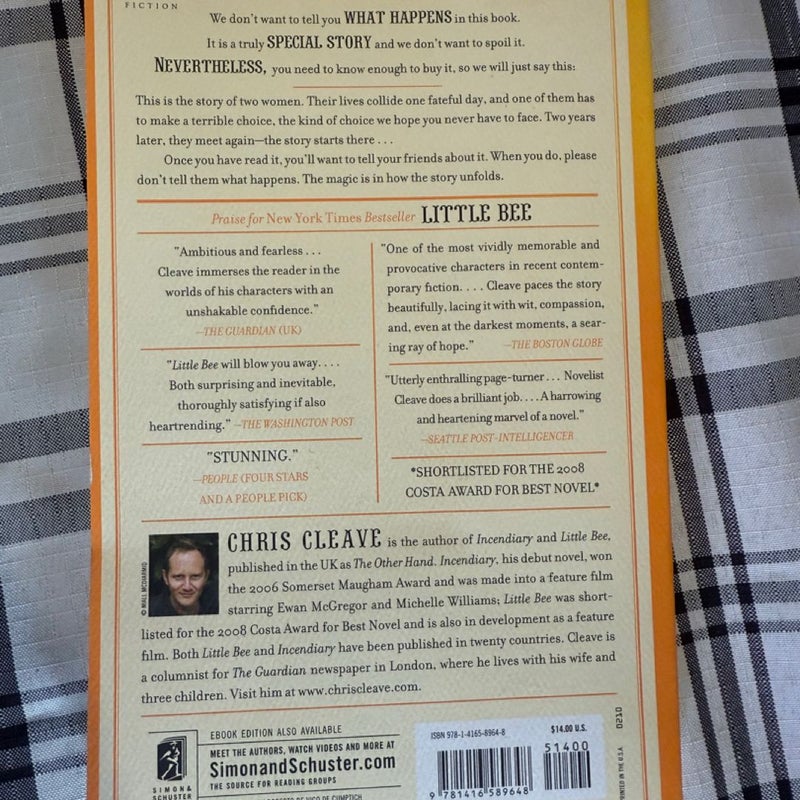 FICTION
We don't want to tell you WHAT HAPPENS in this book.
It is a truly SPECIAL STORY and we don't want to spoil it.
NEVERTHELESS, you need to know enough to buy it, so we will just say this:
This is the story of two women. Their lives collide one fateful day, and one of them has
to make a terrible choice, the kind of choice we hope you never have to face. Two years
later, they meet again—the story starts there . . .
Once you have read it, you'll want to tell your friends about it. When you do, please
don't tell them what happens. The magic is in how the story unfolds.
Praise for New York Times Bestseller LITTLE BEE
"Ambitious and fearless . . .
Cleave immerses the reader in the
worlds of his characters with an
unshakable confidence."
—THE GUARDIAN (UK)
"Little Bee will blow you away. . . .
Both surprising and inevitable,
thoroughly satisfying if also
heartrending." —THE WASHINGTON POST
"STUNNING."
—PEOPLE (FOUR STARS
AND A PEOPLE PICK)
"One of the most vividly memorable and
provocative characters in recent contem-
porary fiction. . . . Cleave paces the story
beautifully, lacing it with wit, compassion,
and, even at the darkest moments, a sear-
ing ray of hope." —THE BOSTON GLOBE
"Utterly enthralling page-turner . . . Novelist
Cleave does a brilliant job. . . . A harrowing
and heartening marvel of a novel."
—SEATTLE POST-INTELLIGENCER
*SHORTLISTED FOR THE 2008
COSTA AWARD FOR BEST NOVEL*
© NIALL MCDIARMID
CHRIS CLEAVE is the author of Incendiary and Little Bee,
published in the UK as The Other Hand. Incendiary, his debut novel, won
the 2006 Somerset Maugham Award and was made into a feature film
starring Ewan McGregor and Michelle Williams; Little Bee was short-
listed for the 2008 Costa Award for Best Novel and is also in development as a feature
film. Both Little Bee and Incendiary have been published in twenty countries. Cleave is
a columnist for The Guardian newspaper in London, where he lives with his wife and
three children. Visit him at www.chriscleave.com.
SIMON &
SCHUSTER
EBOOK EDITION ALSO AVAILABLE
MEET THE AUTHORS, WATCH VIDEOS AND MORE AT
SimonandSchuster.com
THE SOURCE FOR READING GROUPS
ISBN 978-1-4165-8964-8
$14.00 U.S.
51400
9 781416 589648
0210
PRINTED IN THE U.S.A.